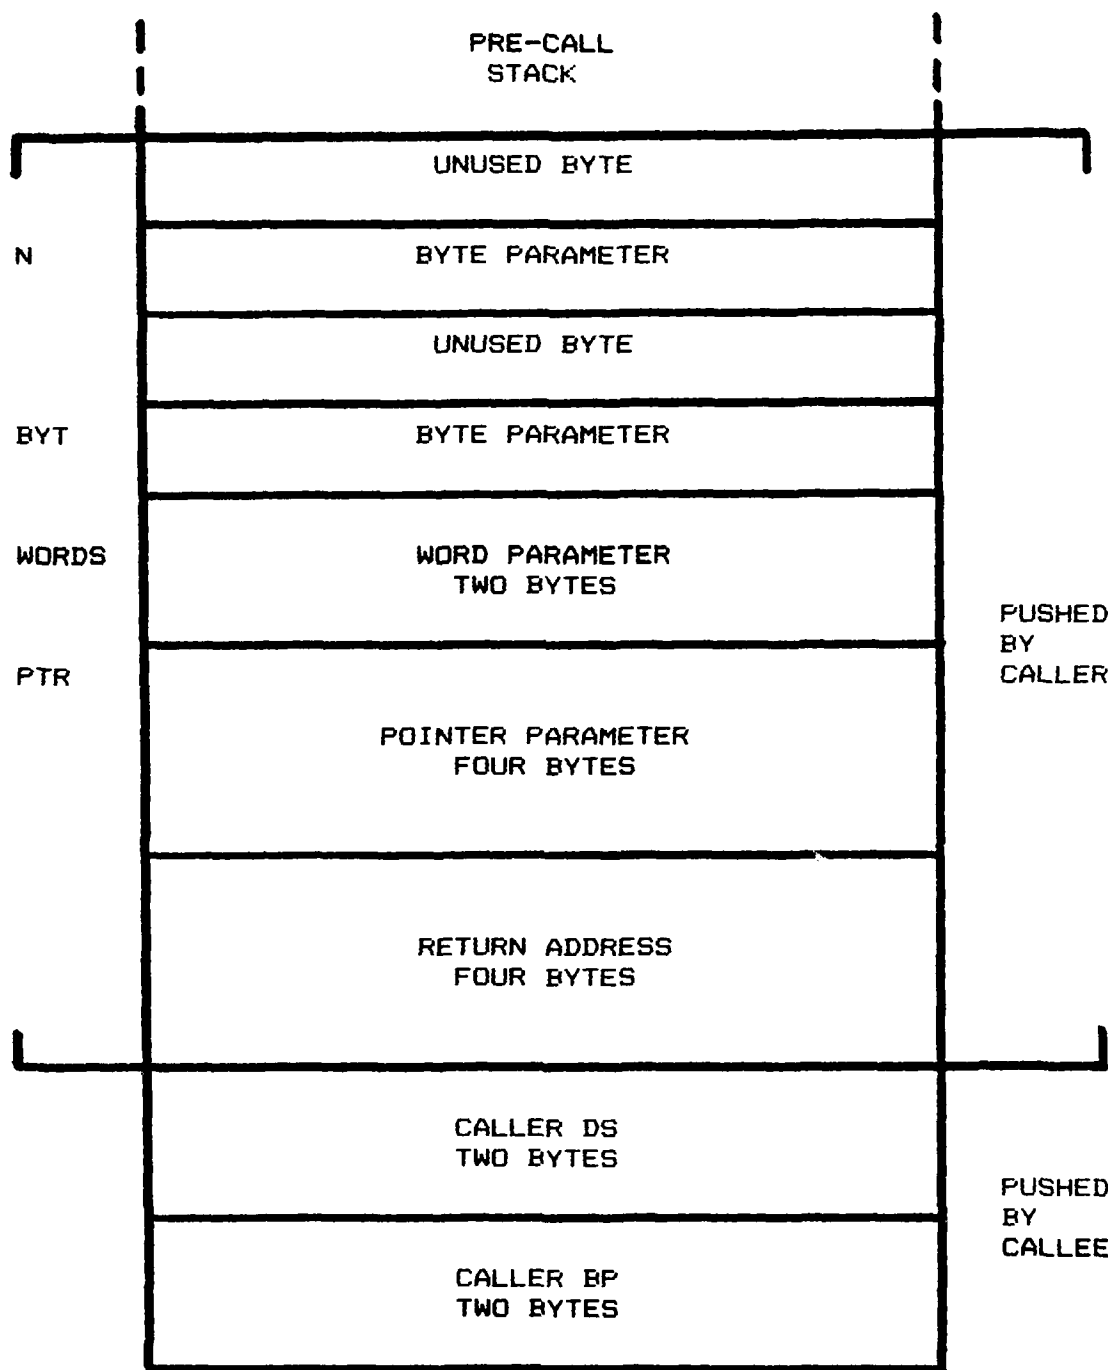 PRE-CALL
STACK
UNUSED BYTE
N
BYTE PARAMETER
UNUSED BYTE
BYT
BYTE PARAMETER
WORDS
WORD PARAMETER
TWO BYTES
PUSHED
BY
CALLER
PTR
POINTER PARAMETER
FOUR BYTES
RETURN ADDRESS
FOUR BYTES
CALLER DS
TWO BYTES
PUSHED
BY
CALLEE
CALLER BP
TWO BYTES